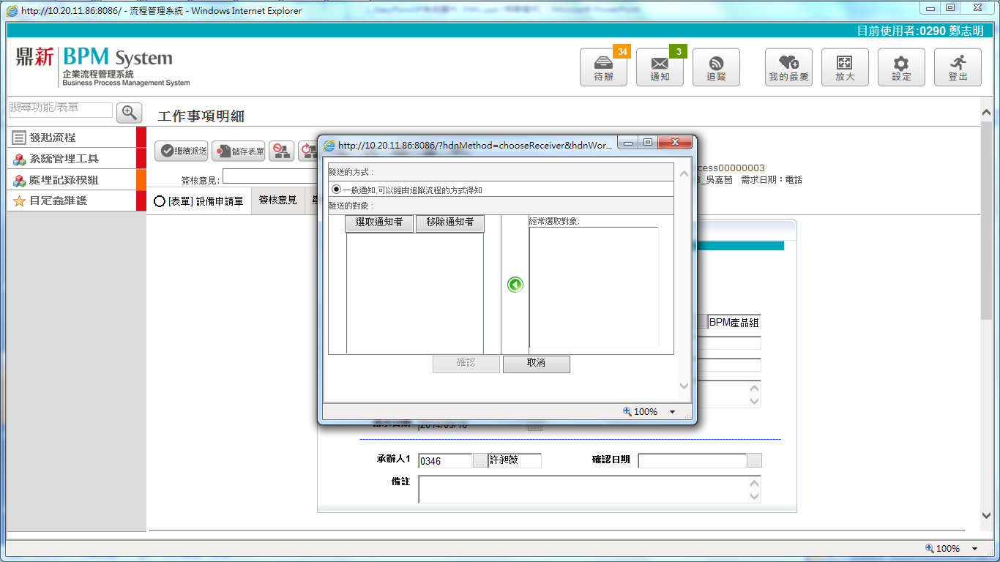 http://10.20.11.86:8086/ - 流程管理系統 - Windows Internet Explorer
目前使用者:0290 鄭志明
鼎新 BPM System
企業流程管理系統
Business Process Management System
34
待辦
3
通知
追蹤
我的最愛
放大
設定
登出
搜尋功能/表單
發起流程
系統管理工具
處理記錄模組
自定義維護
工作事項明細
繼續派送
儲存表單
簽核意見:
cess00000003
_吳嘉茵 需求日期：電話
[表單] 設備申請單
簽核意見
http://10.20.11.86:8086/?hdnMethod=chooseReceiver&hdnWor...
發送的方式 :
一般通知,可以經由追蹤流程的方式得知
發送的對象 :
選取通知者
移除通知者
經常選取對象:
確認
取消
100%
BPM產品組
承辦人1
0346
...
許昶薇
確認日期
...
備註
100%